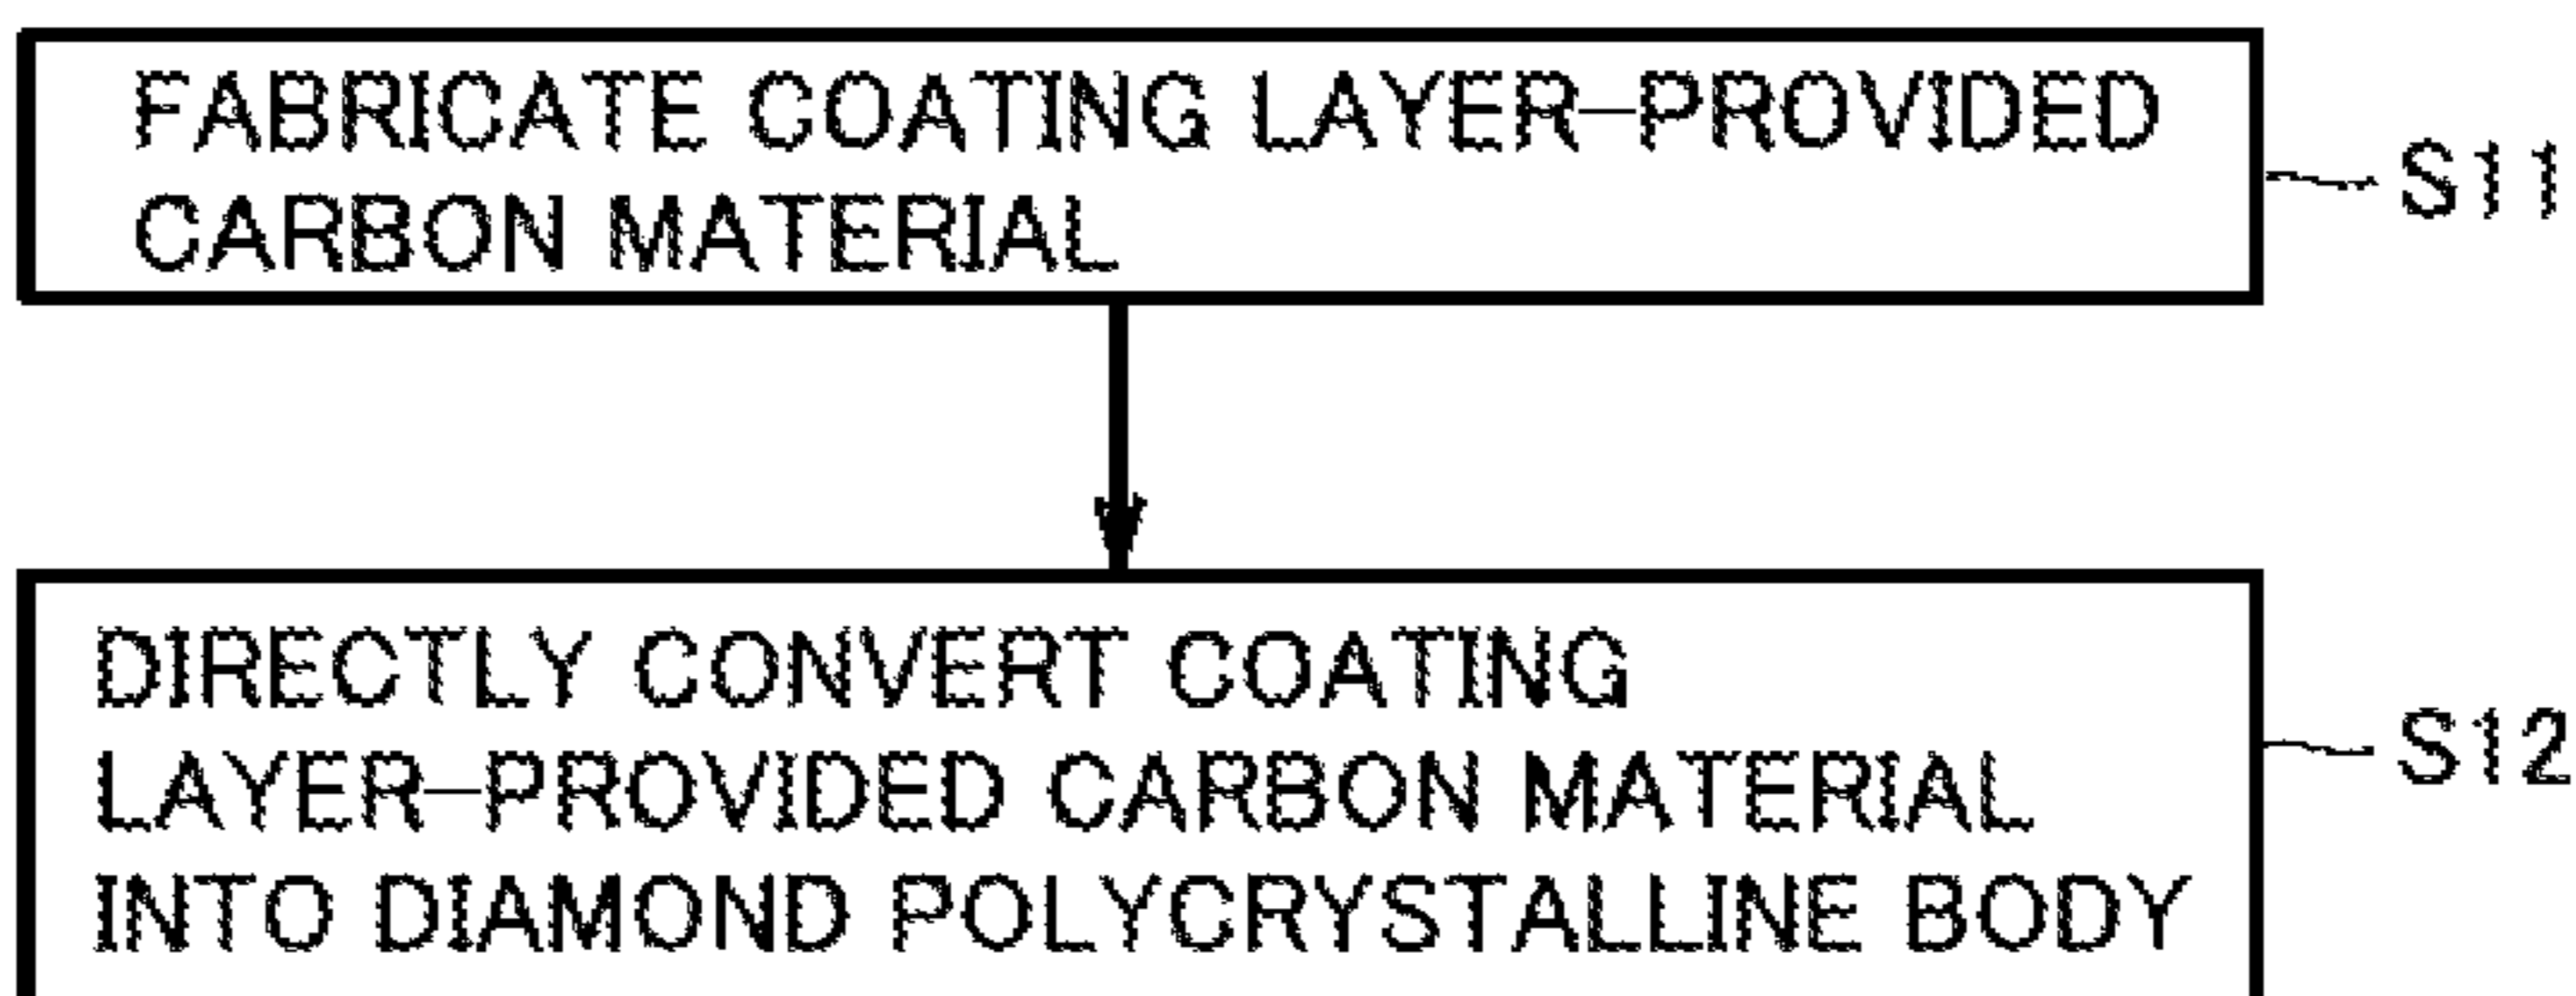 FABRICATE COATING LAYER-PROVIDED
CARBON MATERIAL
S11
DIRECTLY CONVERT COATING
LAYER-PROVIDED CARBON MATERIAL
INTO DIAMOND POLYCRYSTALLINE BODY
S12